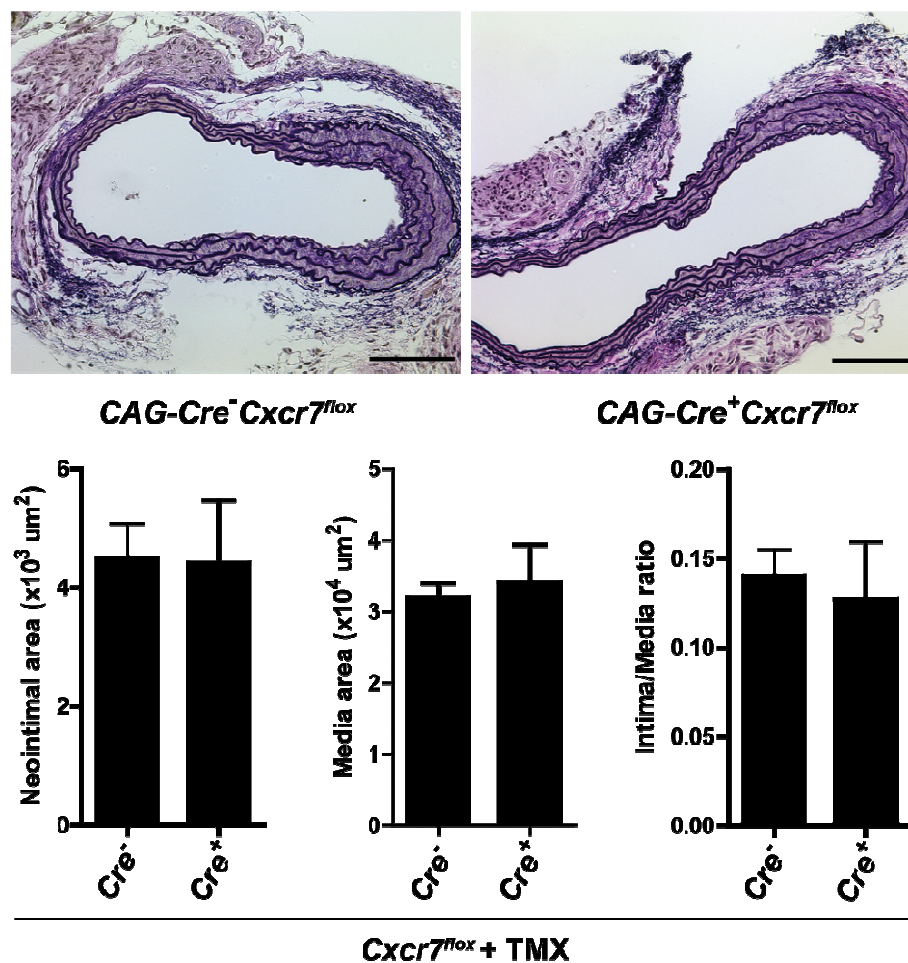 CAG-Cre⁻Cxcr7ᶠˡᵒˣ
CAG-Cre⁺Cxcr7ᶠˡᵒˣ
Neointimal area (x10³ um²)
6
4
2
0
Cre⁻
Cre⁺
Media area (x10⁴ um²)
5
4
3
2
1
0
Cre⁻
Cre⁺
Intima/Media ratio
0.20
0.15
0.10
0.05
0.00
Cre⁻
Cre⁺
Cxcr7ᶠˡᵒˣ + TMX